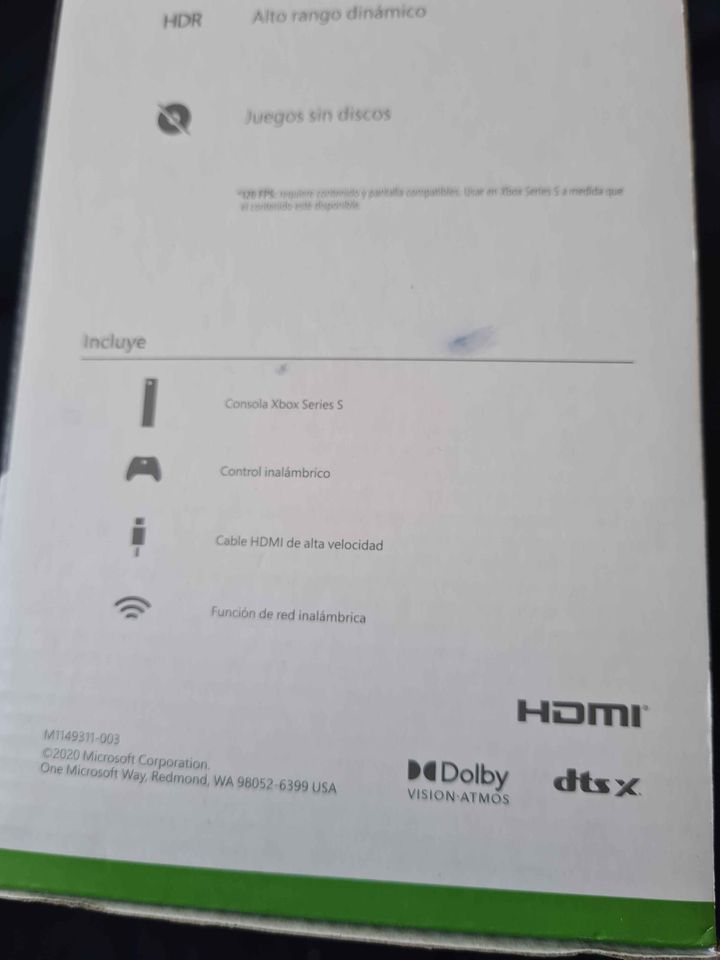 HDR Alto rango dinámico
Juegos sin discos
*120 FPS: requiere contenido y pantalla compatibles. Usar en Xbox Series S a medida que
el contenido esté disponible.
Incluye
Consola Xbox Series S
Control inalámbrico
Cable HDMI de alta velocidad
Función de red inalámbrica
HDMI®
M1149311-003
©2020 Microsoft Corporation.
One Microsoft Way, Redmond, WA 98052-6399 USA
Dolby
VISION·ATMOS
dts X